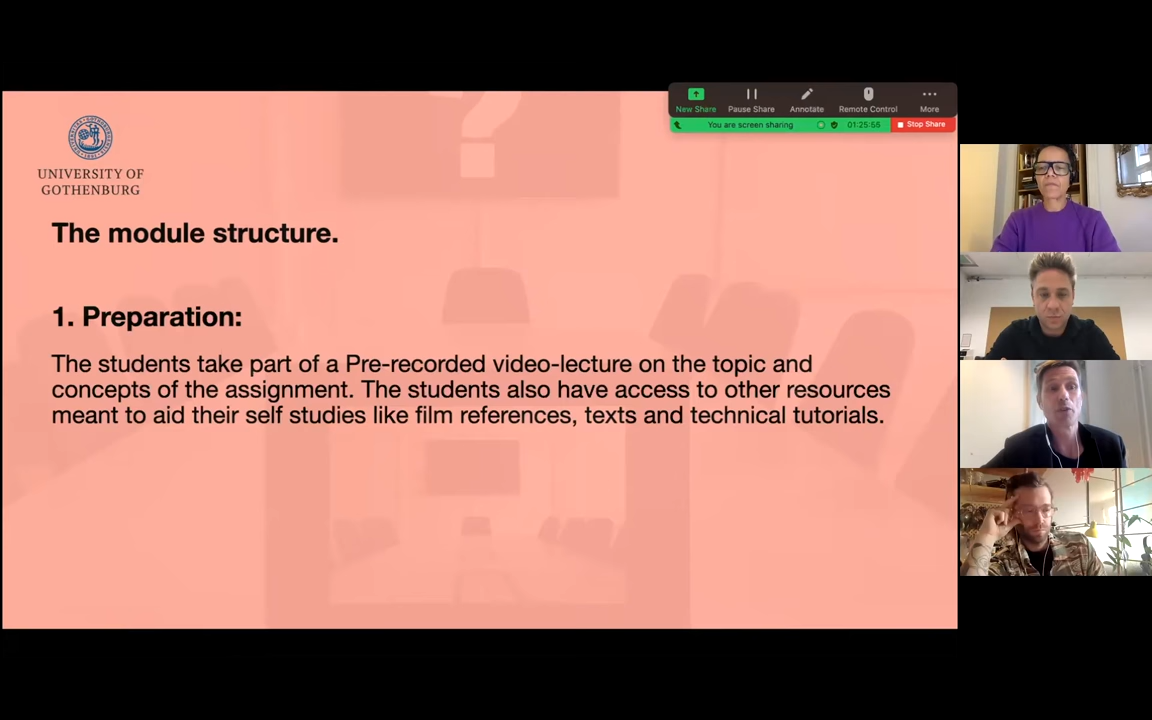 New Share
Pause Share
Annotate
Remote Control
More
You are screen sharing
01:25:56
Stop Share
UNIVERSITY OF
GOTHENBURG
The module structure.
1. Preparation:
The students take part of a Pre-recorded video-lecture on the topic and
concepts of the assignment. The students also have access to other resources
meant to aid their self studies like film references, texts and technical tutorials.